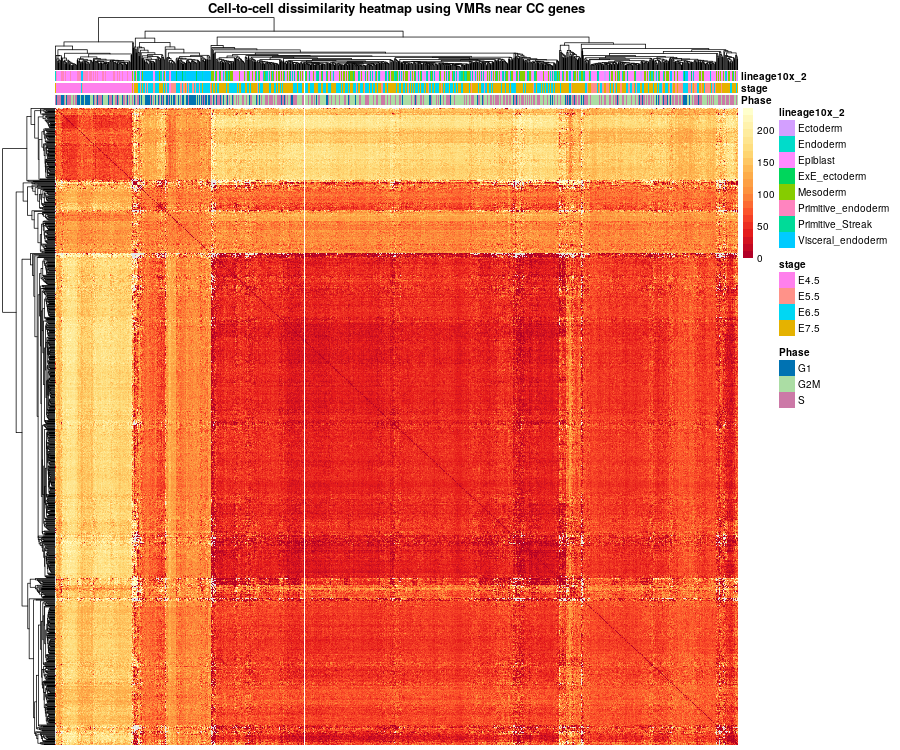 Cell-to-cell dissimilarity heatmap using VMRs near CC genes
lineage10x_2
stage
Phase
200
150
100
50
0
lineage10x_2
Ectoderm
Endoderm
Epiblast
ExE_ectoderm
Mesoderm
Primitive_endoderm
Primitive_Streak
Visceral_endoderm
stage
E4.5
E5.5
E6.5
E7.5
Phase
G1
G2M
S